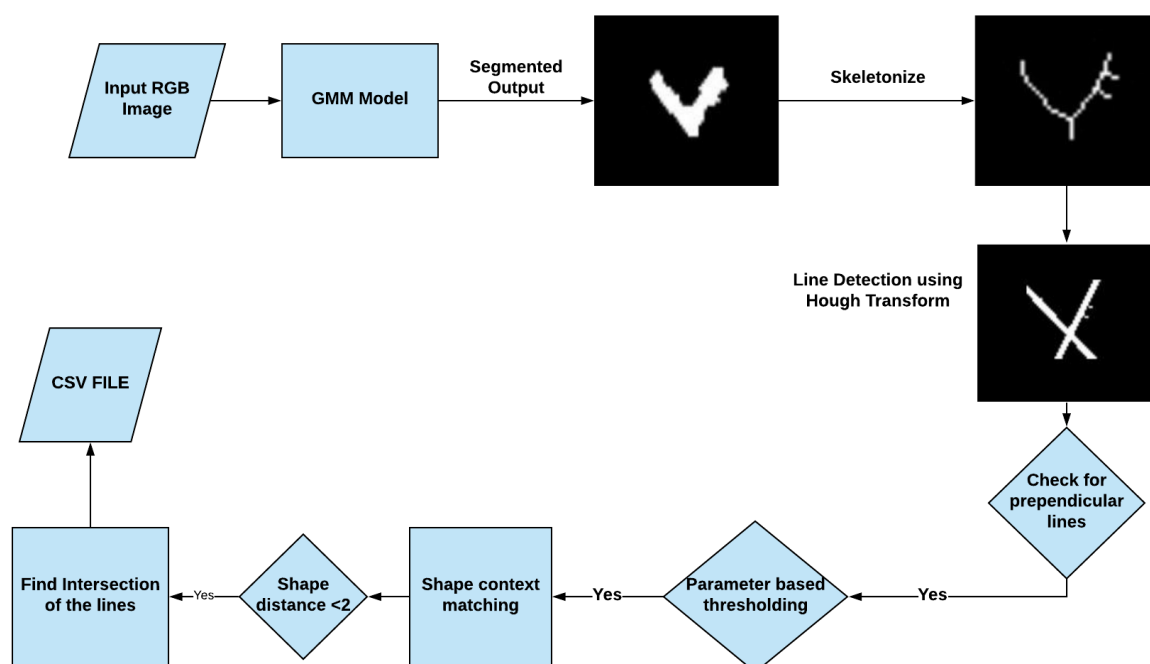 Input RGB
Image
GMM Model
Segmented
Output
Skeletonize
Line Detection using
Hough Transform
Check for
prependicular
lines
Yes
Parameter based
thresholding
Yes
Shape context
matching
Shape
distance <2
Yes
Find Intersection
of the lines
CSV FILE